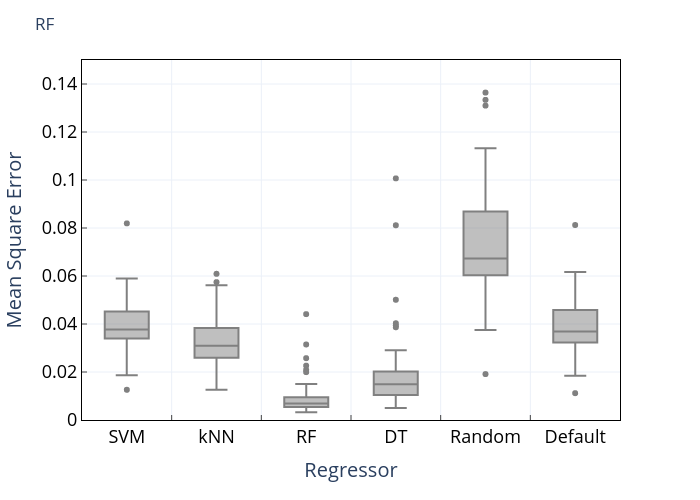 RF
0.14
0.12
0.1
0.08
0.06
0.04
0.02
0
Mean Square Error
SVM kNN RF DT Random Default
Regressor